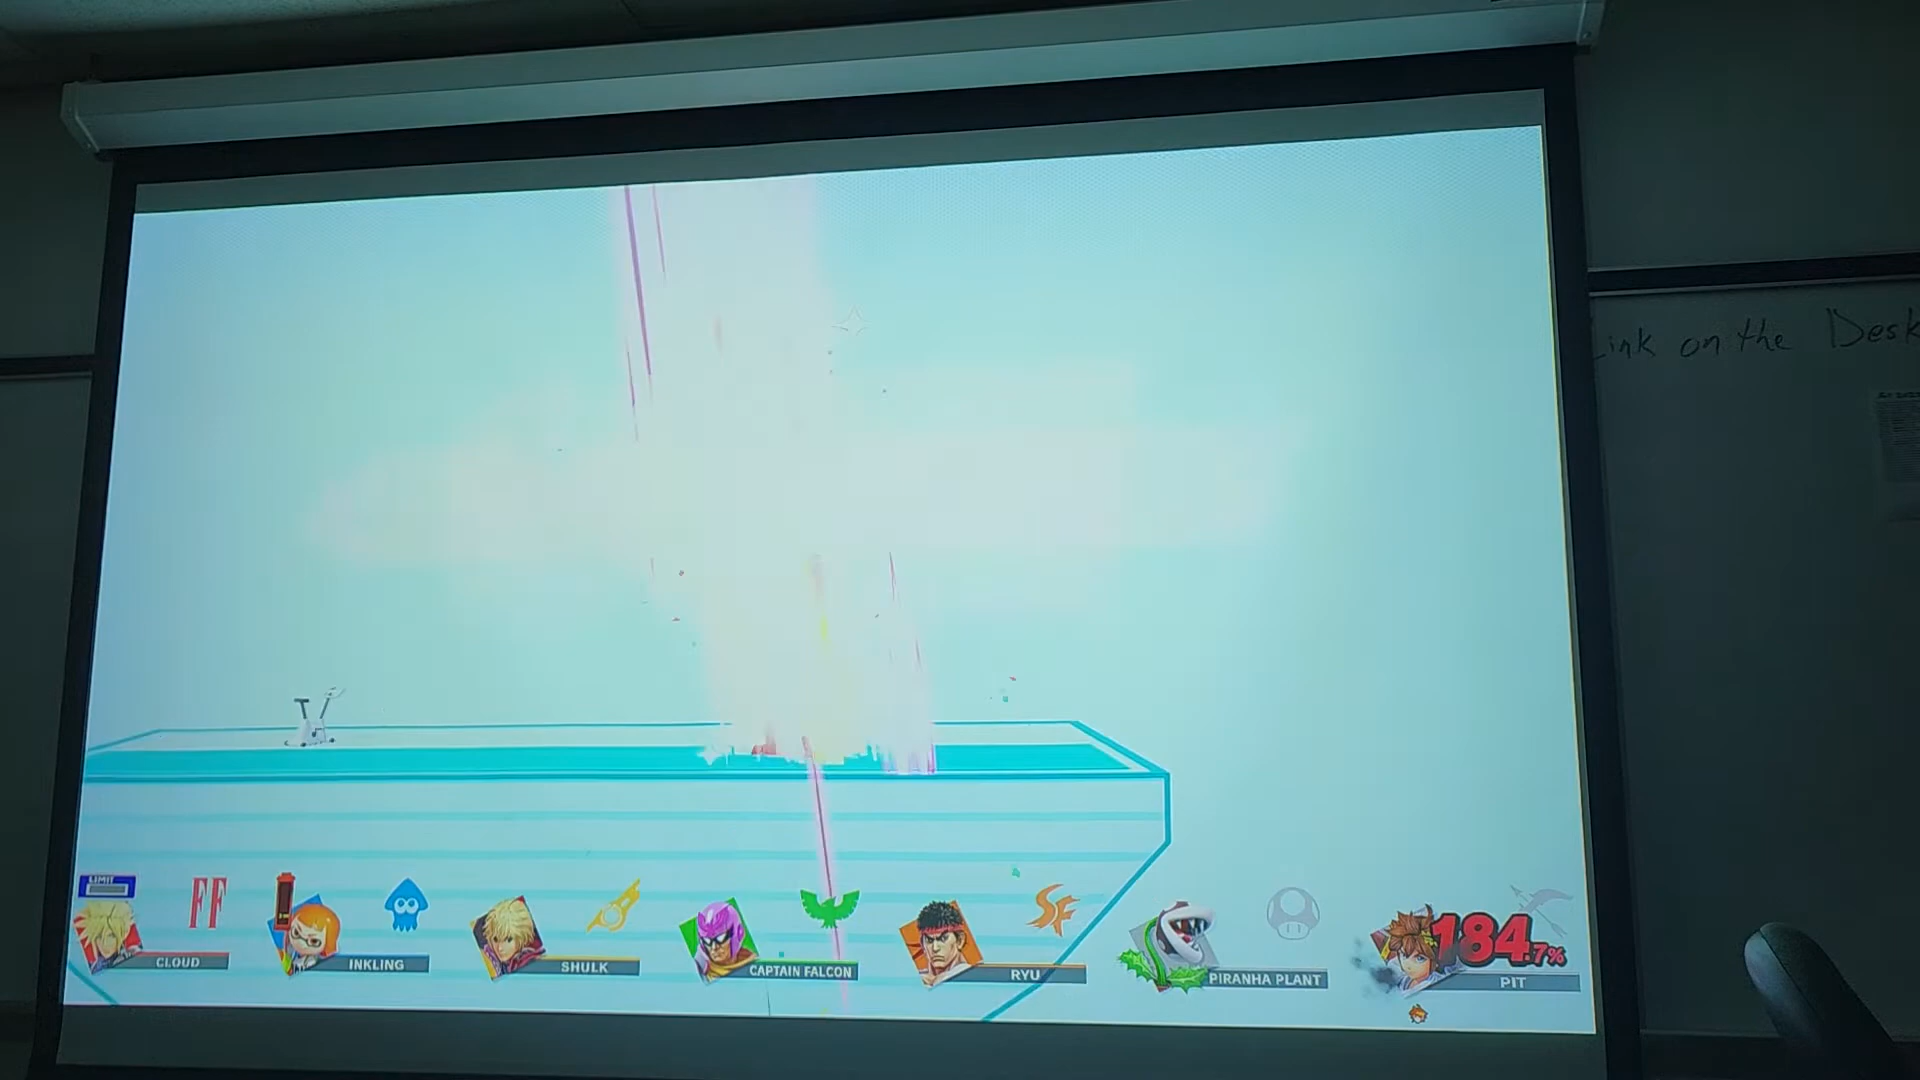 Link on the Desk
LIMIT
FF
CLOUD
INKLING
SHULK
CAPTAIN FALCON
SF
RYU
PIRANHA PLANT
184.7%
PIT